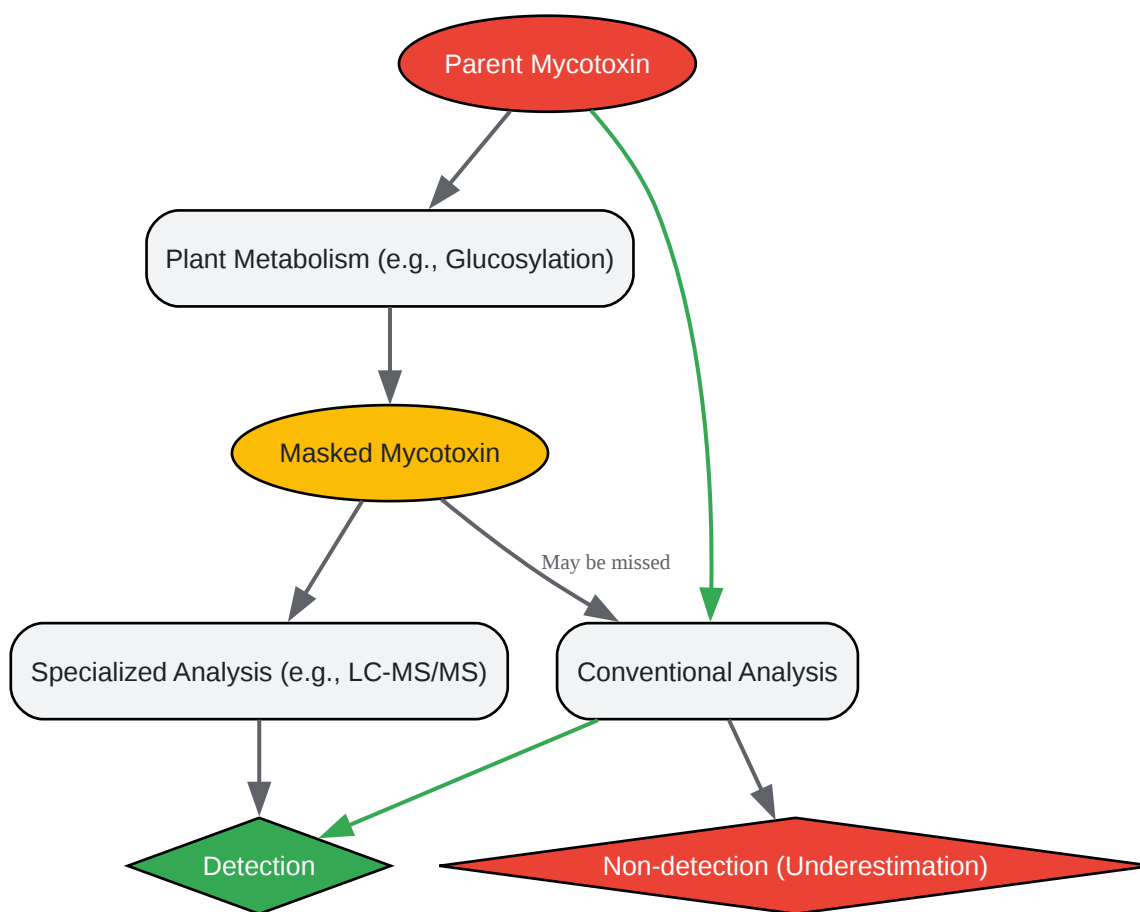 Parent Mycotoxin
Plant Metabolism (e.g., Glucosylation)
Masked Mycotoxin
May be missed
Specialized Analysis (e.g., LC-MS/MS)
Conventional Analysis
Detection
Non-detection (Underestimation)